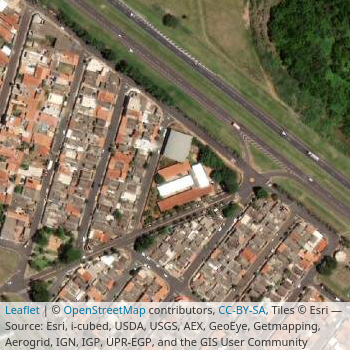 Leaflet | © OpenStreetMap contributors, CC-BY-SA, Tiles © Esri —
Source: Esri, i-cubed, USDA, USGS, AEX, GeoEye, Getmapping,
Aerogrid, IGN, IGP, UPR-EGP, and the GIS User Community